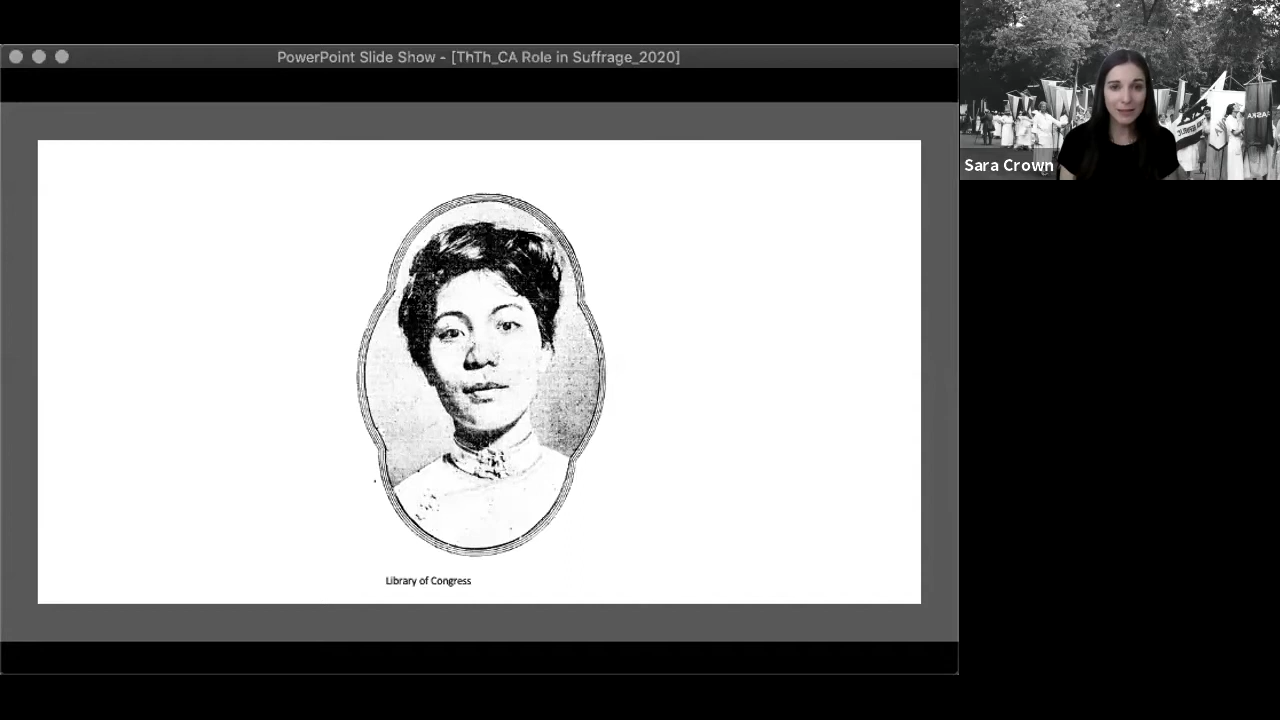 PowerPoint Slide Show - [ThTh_CA Role in Suffrage_2020]
Sara Crown
Library of Congress